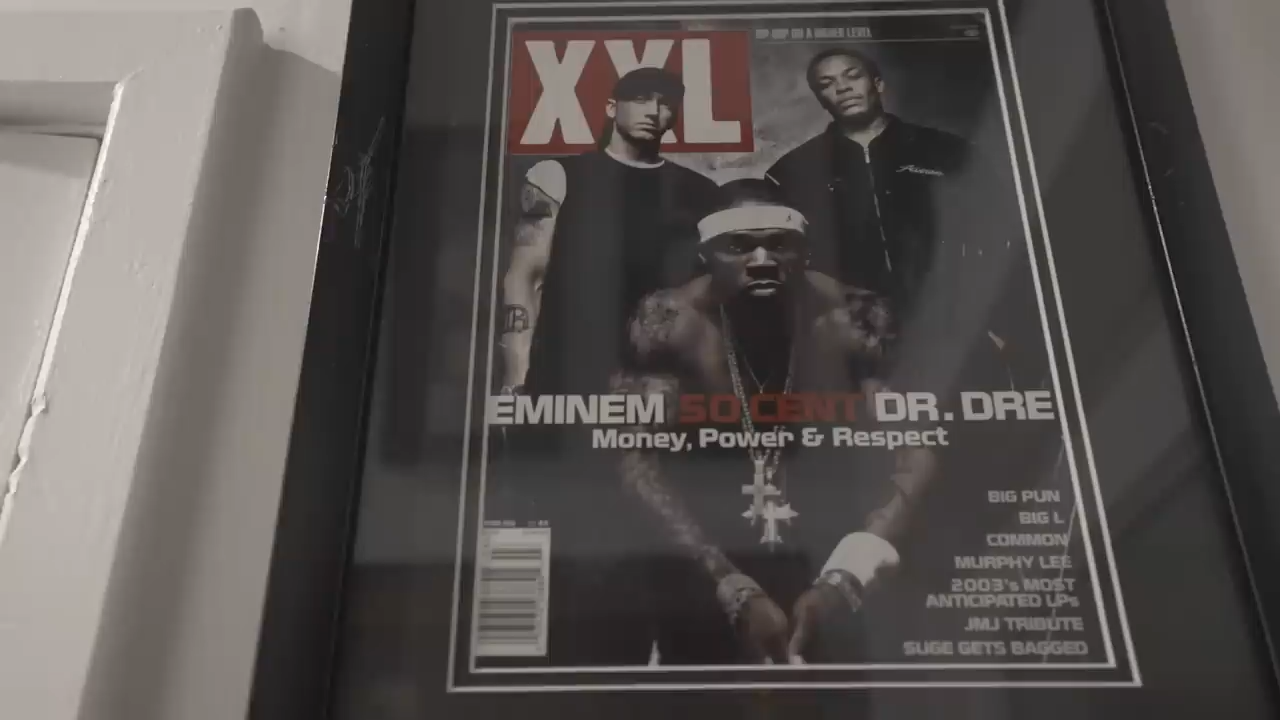 HIP-HOP ON A HIGHER LEVEL
XXL
EMINEM 50 CENT DR. DRE
Money, Power & Respect
BIG PUN
BIG L
COMMON
MURPHY LEE
2003's MOST
ANTICIPATED LPs
JMJ TRIBUTE
SUGE GETS BAGGED